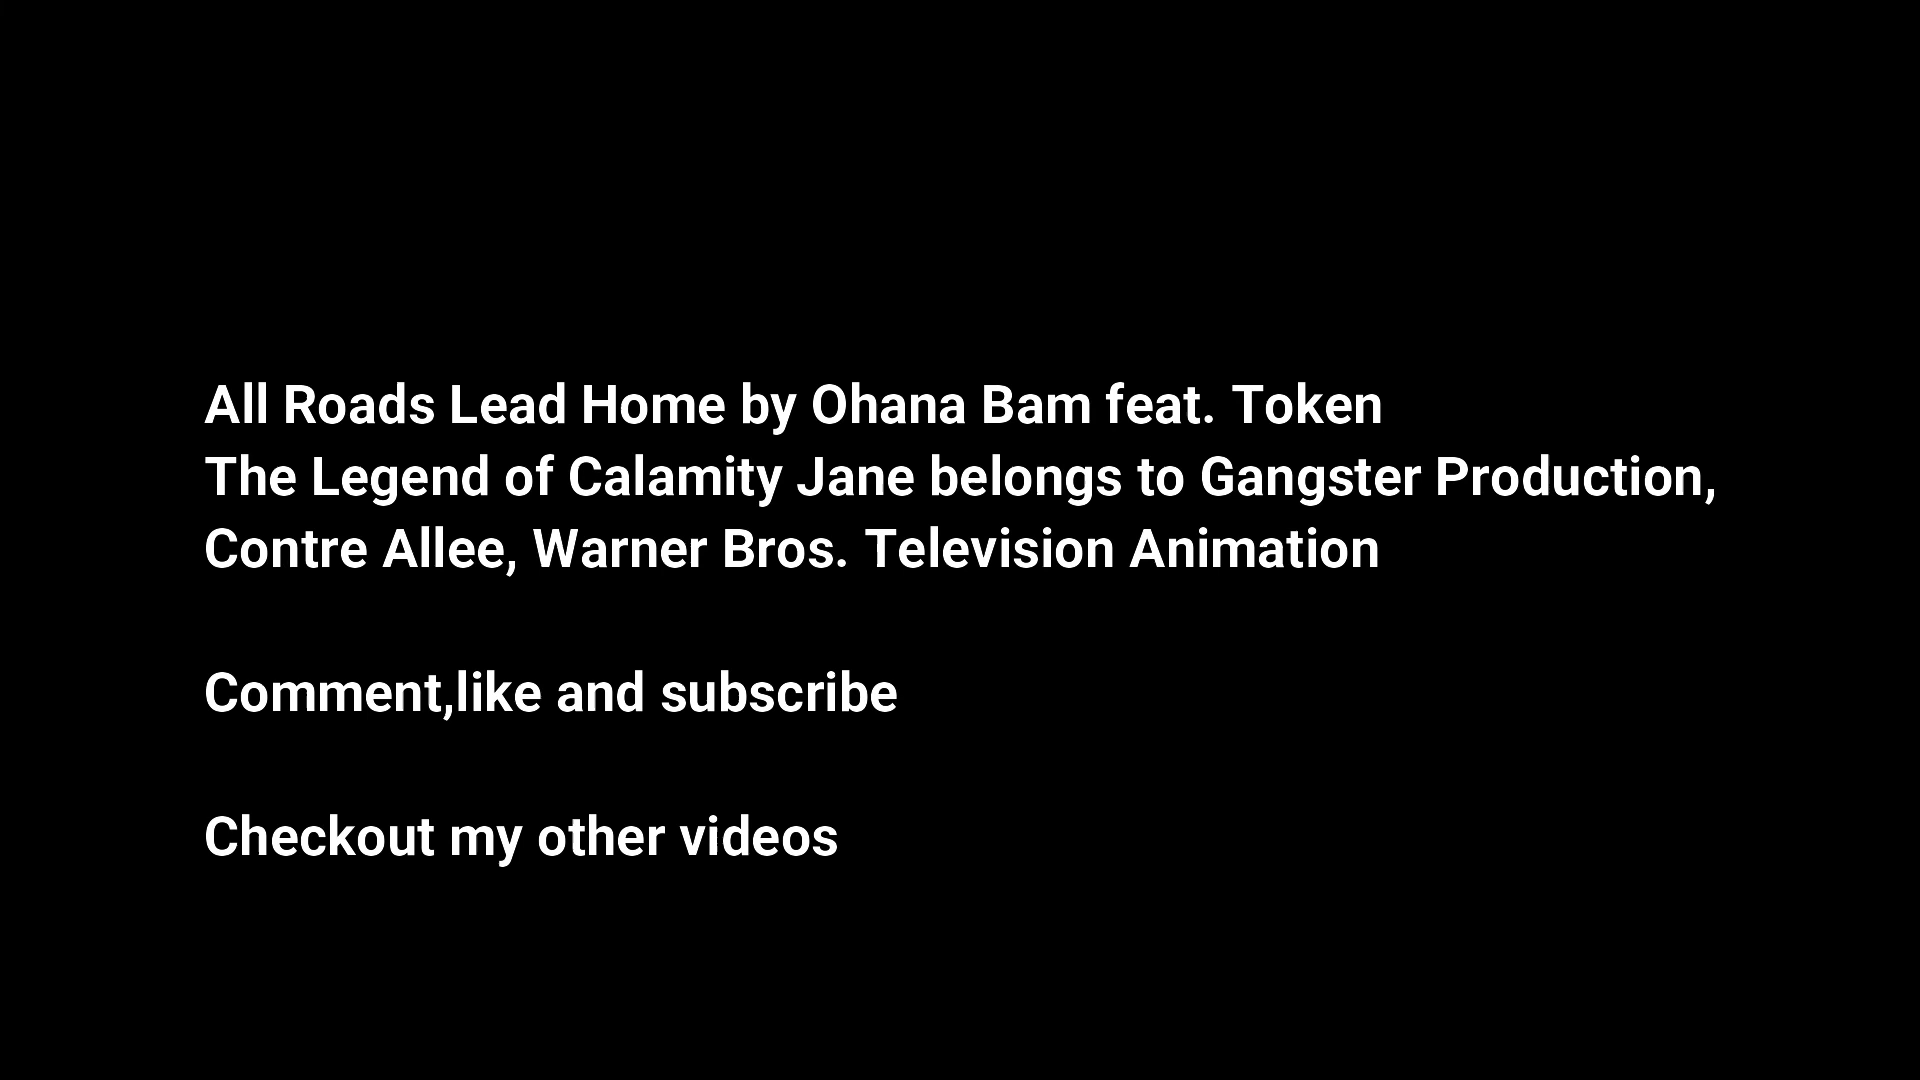 All Roads Lead Home by Ohana Bam feat. Token
The Legend of Calamity Jane belongs to Gangster Production,
Contre Allee, Warner Bros. Television Animation
Comment,like and subscribe
Checkout my other videos